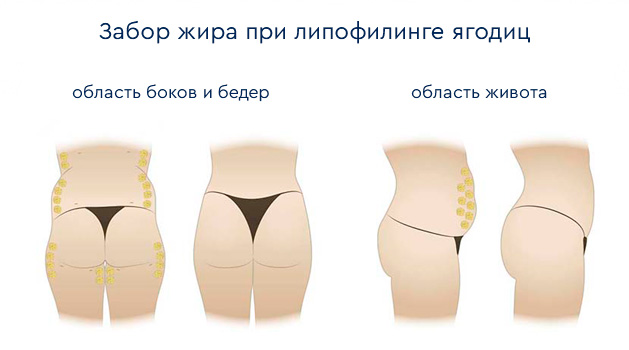 Забор жира при липофилинге ягодиц
область боков и бедер
область живота